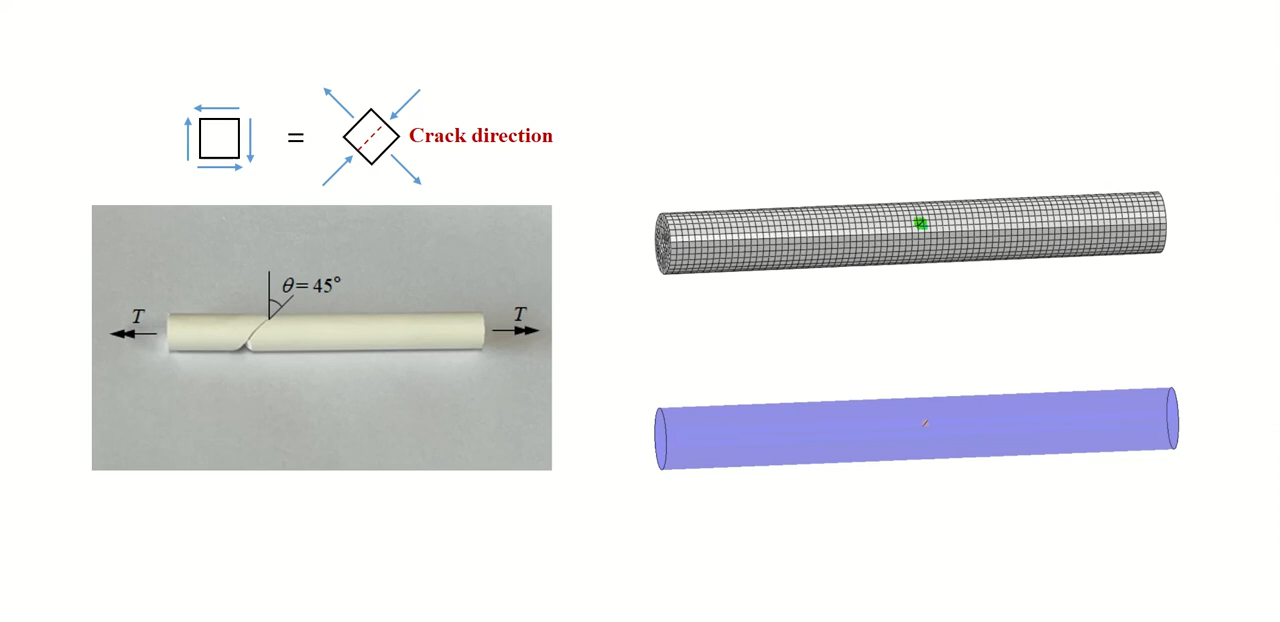 =
Crack direction
θ= 45°
T
T